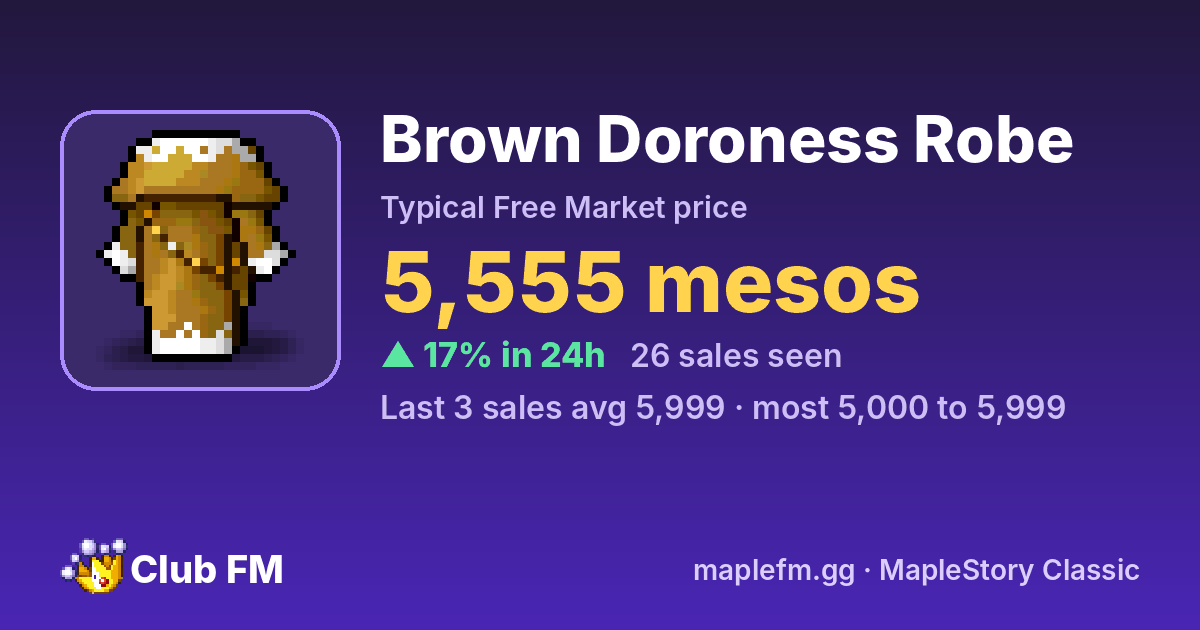 Brown Doroness Robe
Typical Free Market price
5,555 mesos
▲ 17% in 24h 26 sales seen
Last 3 sales avg 5,999 · most 5,000 to 5,999
Club FM
maplefm.gg · MapleStory Classic